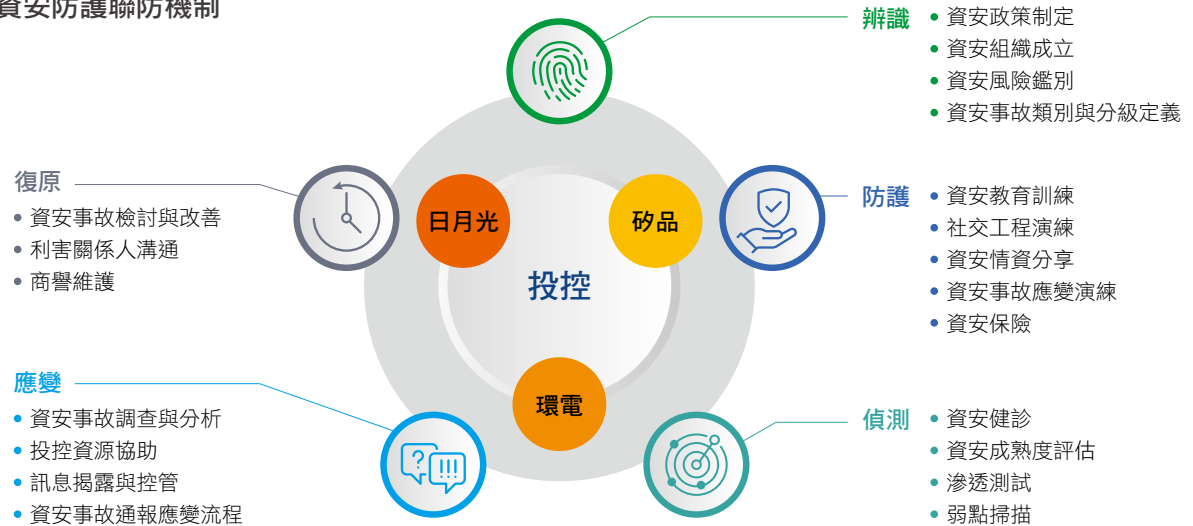 資安防護聯防機制
辨識
• 資安政策制定
• 資安組織成立
• 資安風險鑑別
• 資安事故類別與分級定義
防護
• 資安教育訓練
• 社交工程演練
• 資安情資分享
• 資安事故應變演練
• 資安保險
偵測
• 資安健診
• 資安成熟度評估
• 滲透測試
• 弱點掃描
應變
• 資安事故調查與分析
• 投控資源協助
• 訊息揭露與控管
• 資安事故通報應變流程
復原
• 資安事故檢討與改善
• 利害關係人溝通
• 商譽維護
日月光
矽品
投控
環電
?
!!!